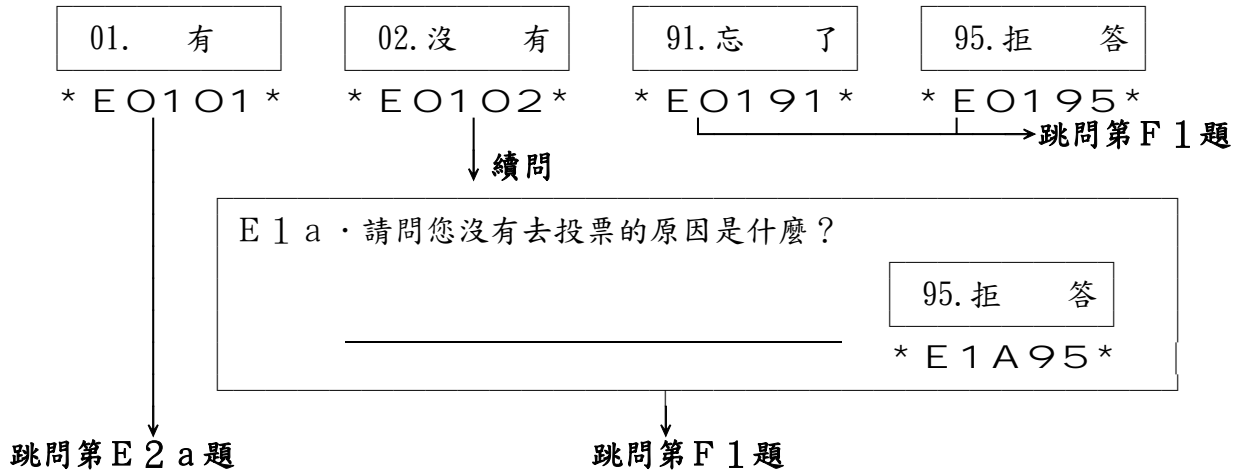 01. 有 02.沒 有 91.忘 了 95.拒 答
*E0101* *E0102* *E0191* *E0195*
跳問第F1題
續問
E1a.請問您沒有去投票的原因是什麼?
95.拒 答
*E1A95*
跳問第E2a題 跳問第F1題